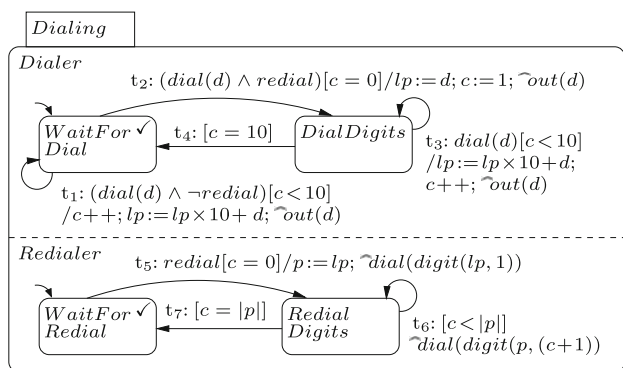 Dialing
Dialer
t₂: (dial(d) ∧ redial)[c = 0]/lp := d; c := 1; ^out(d)
WaitFor ✓
Dial
t₄: [c = 10]
DialDigits
t₃: dial(d)[c < 10]
/lp := lp × 10 + d;
c++; ^out(d)
t₁: (dial(d) ∧ ¬redial)[c < 10]
/c++; lp := lp × 10 + d; ^out(d)
Redialer
t₅: redial[c = 0]/p := lp; ^dial(digit(lp, 1))
WaitFor ✓
Redial
t₇: [c = |p|]
Redial
Digits
t₆: [c < |p|]
^dial(digit(p, (c+1))